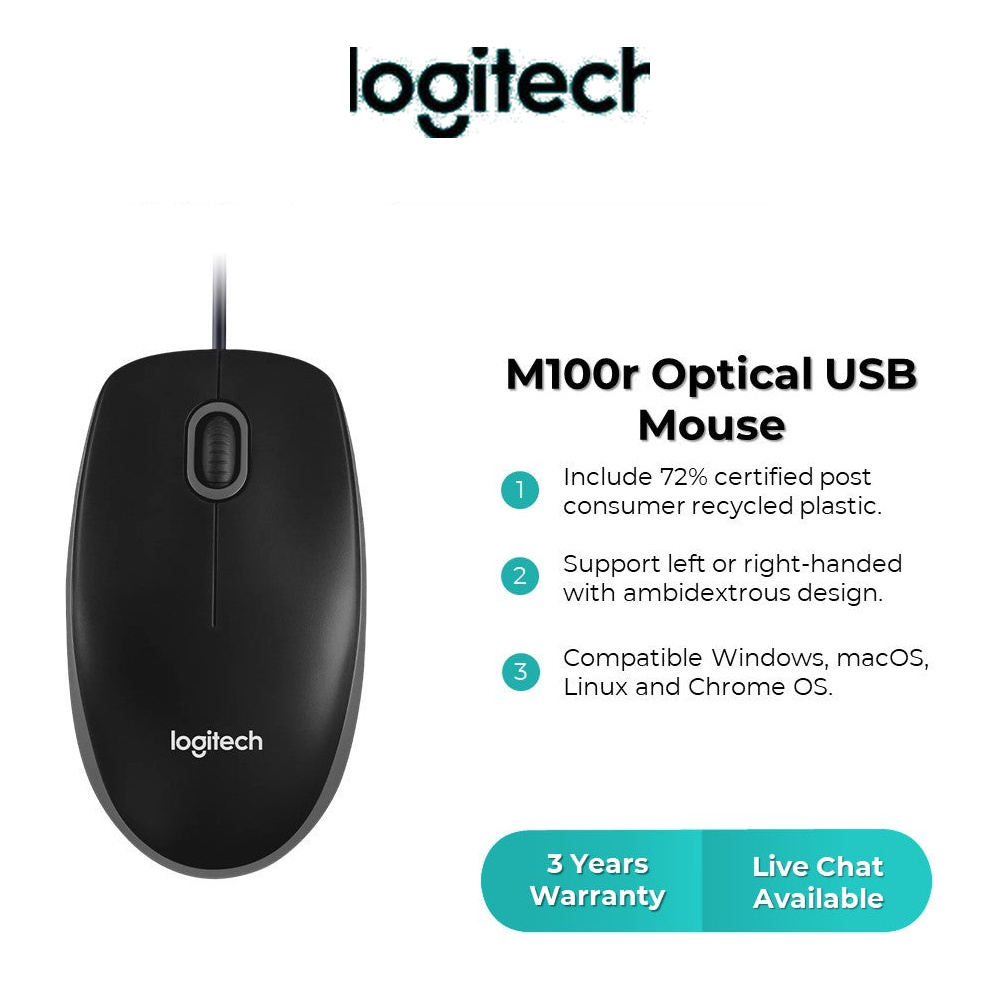 logitech
M100r Optical USB
Mouse
1
Include 72% certified post
consumer recycled plastic.
2
Support left or right-handed
with ambidextrous design.
3
Compatible Windows, macOS,
Linux and Chrome OS.
logitech
3 Years
Warranty
Live Chat
Available